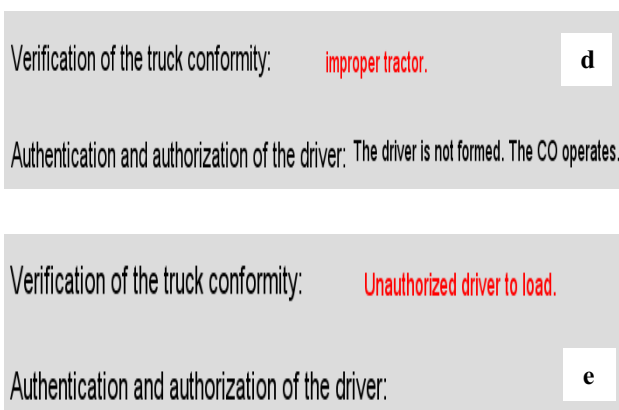 Verification of the truck conformity: improper tractor. d
Authentication and authorization of the driver: The driver is not formed. The CO operates.
Verification of the truck conformity: Unauthorized driver to load.
Authentication and authorization of the driver: e